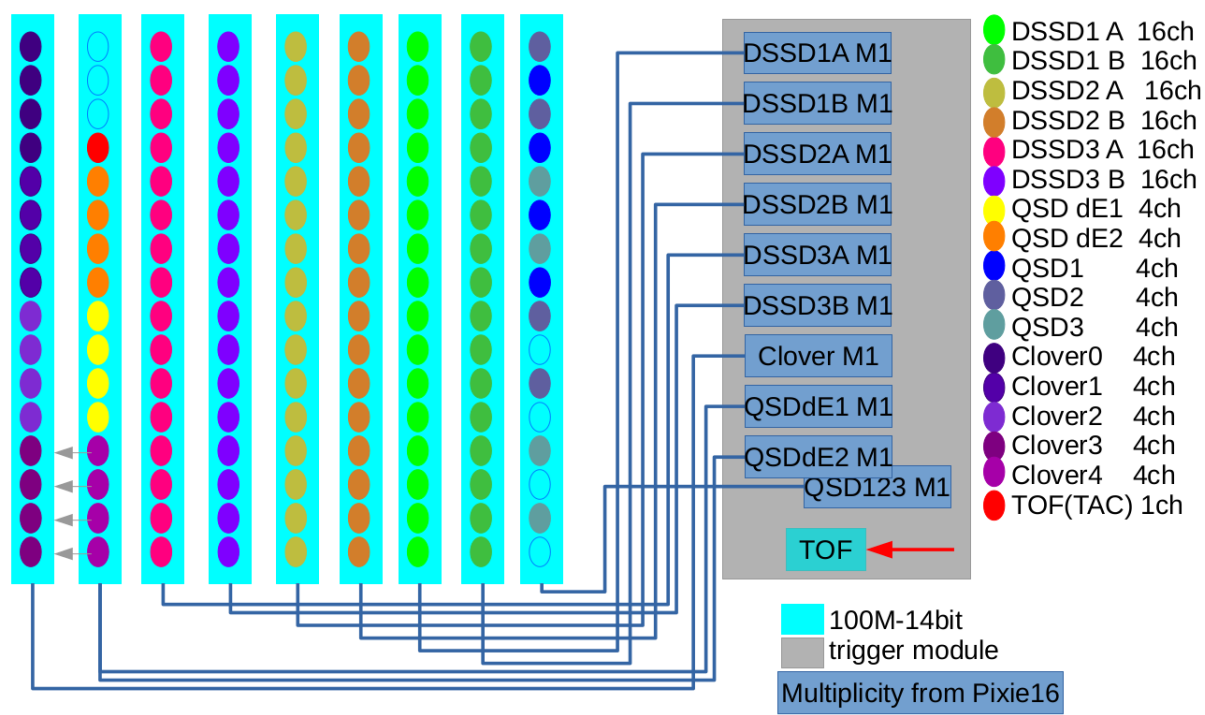 DSSD1A M1
DSSD1B M1
DSSD2A M1
DSSD2B M1
DSSD3A M1
DSSD3B M1
Clover M1
QSDdE1 M1
QSDdE2 M1
QSD123 M1
TOF
DSSD1 A 16ch
DSSD1 B 16ch
DSSD2 A 16ch
DSSD2 B 16ch
DSSD3 A 16ch
DSSD3 B 16ch
QSD dE1 4ch
QSD dE2 4ch
QSD1 4ch
QSD2 4ch
QSD3 4ch
Clover0 4ch
Clover1 4ch
Clover2 4ch
Clover3 4ch
Clover4 4ch
TOF(TAC) 1ch
100M-14bit
trigger module
Multiplicity from Pixie16